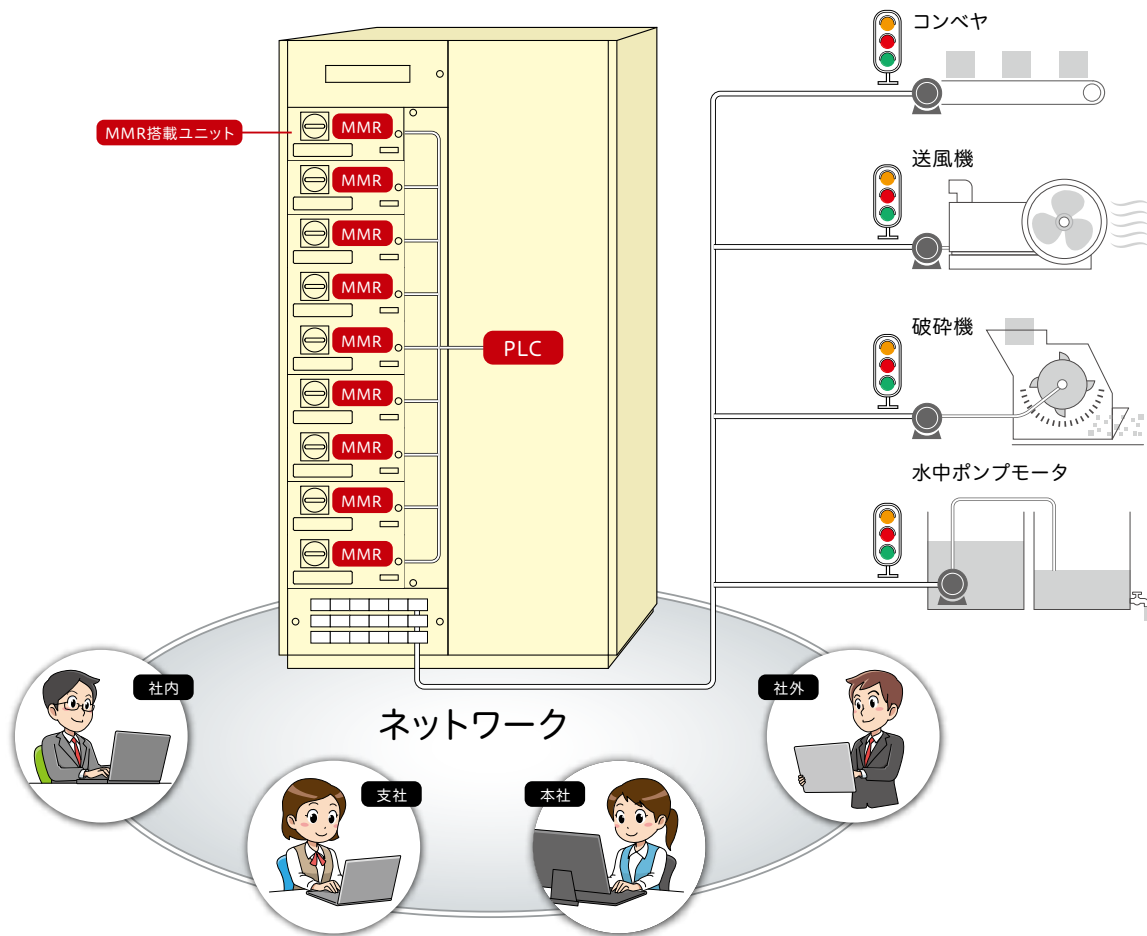 コンベヤ
MMR搭載ユニット
MMR
MMR
送風機
MMR
MMR
破砕機
MMR
PLC
MMR
MMR
水中ポンプモータ
MMR
MMR
社内
社外
ネットワーク
支社
本社